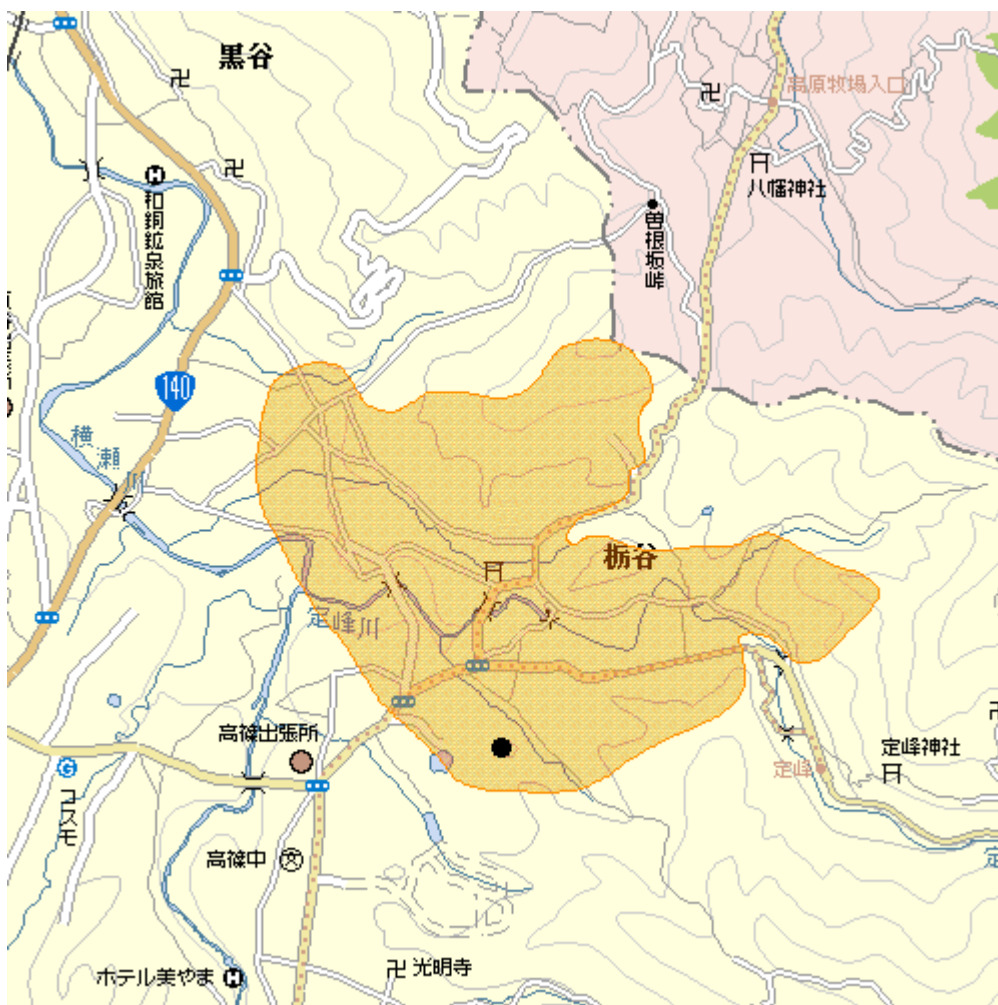 黒谷
高原牧場入口
八幡神社
和銅鉱泉旅館
曽根坂峠
140
横瀬川
栃谷
定峰川
高篠出張所
定峰神社
定峰
コスモ
高篠中
定
光明寺
ホテル美やま